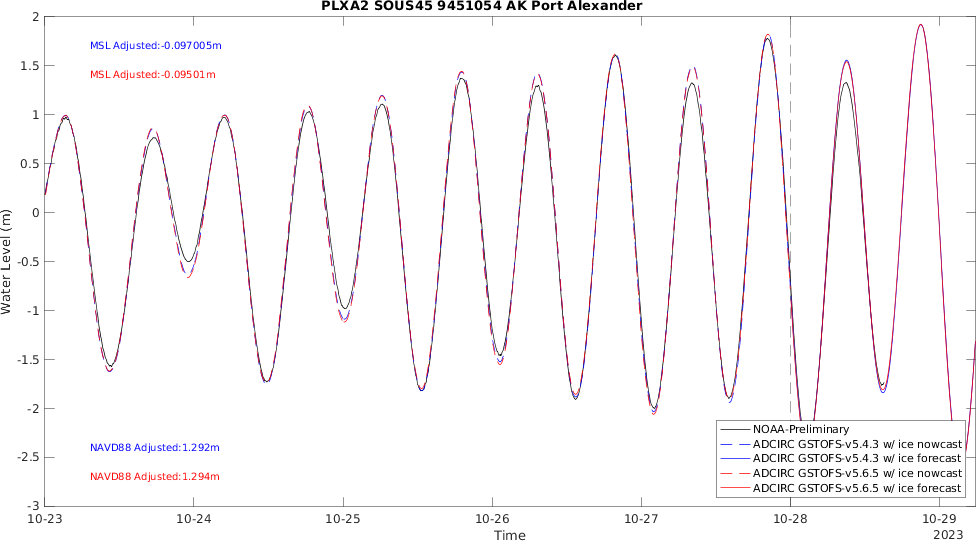 PLXA2 SOUS45 9451054 AK Port Alexander
2
1.5
1
0.5
0
-0.5
-1
-1.5
-2
-2.5
-3
Water Level (m)
MSL Adjusted:-0.097005m
MSL Adjusted:-0.09501m
NAVD88 Adjusted:1.292m
NAVD88 Adjusted:1.294m
NOAA-Preliminary
ADCIRC GSTOFS-v5.4.3 w/ ice nowcast
ADCIRC GSTOFS-v5.4.3 w/ ice forecast
ADCIRC GSTOFS-v5.6.5 w/ ice nowcast
ADCIRC GSTOFS-v5.6.5 w/ ice forecast
10-23 10-24 10-25 10-26 10-27 10-28 10-29
2023
Time